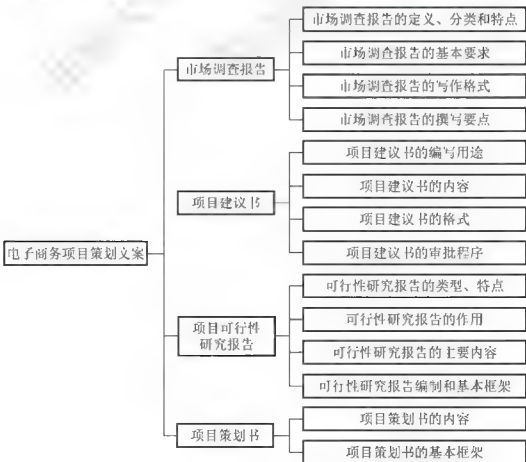 电子商务项目策划文案
市场调查报告
市场调查报告的定义、分类和特点
市场调查报告的基本要求
市场调查报告的写作格式
市场调查报告的撰写要点
项目建议书
项目建议书的编写用途
项目建议书的内容
项目建议书的格式
项目建议书的审批程序
项目可行性
研究报告
可行性研究报告的类型、特点
可行性研究报告的作用
可行性研究报告的主要内容
可行性研究报告编制和基本框架
项目策划书
项目策划书的内容
项目策划书的基本框架